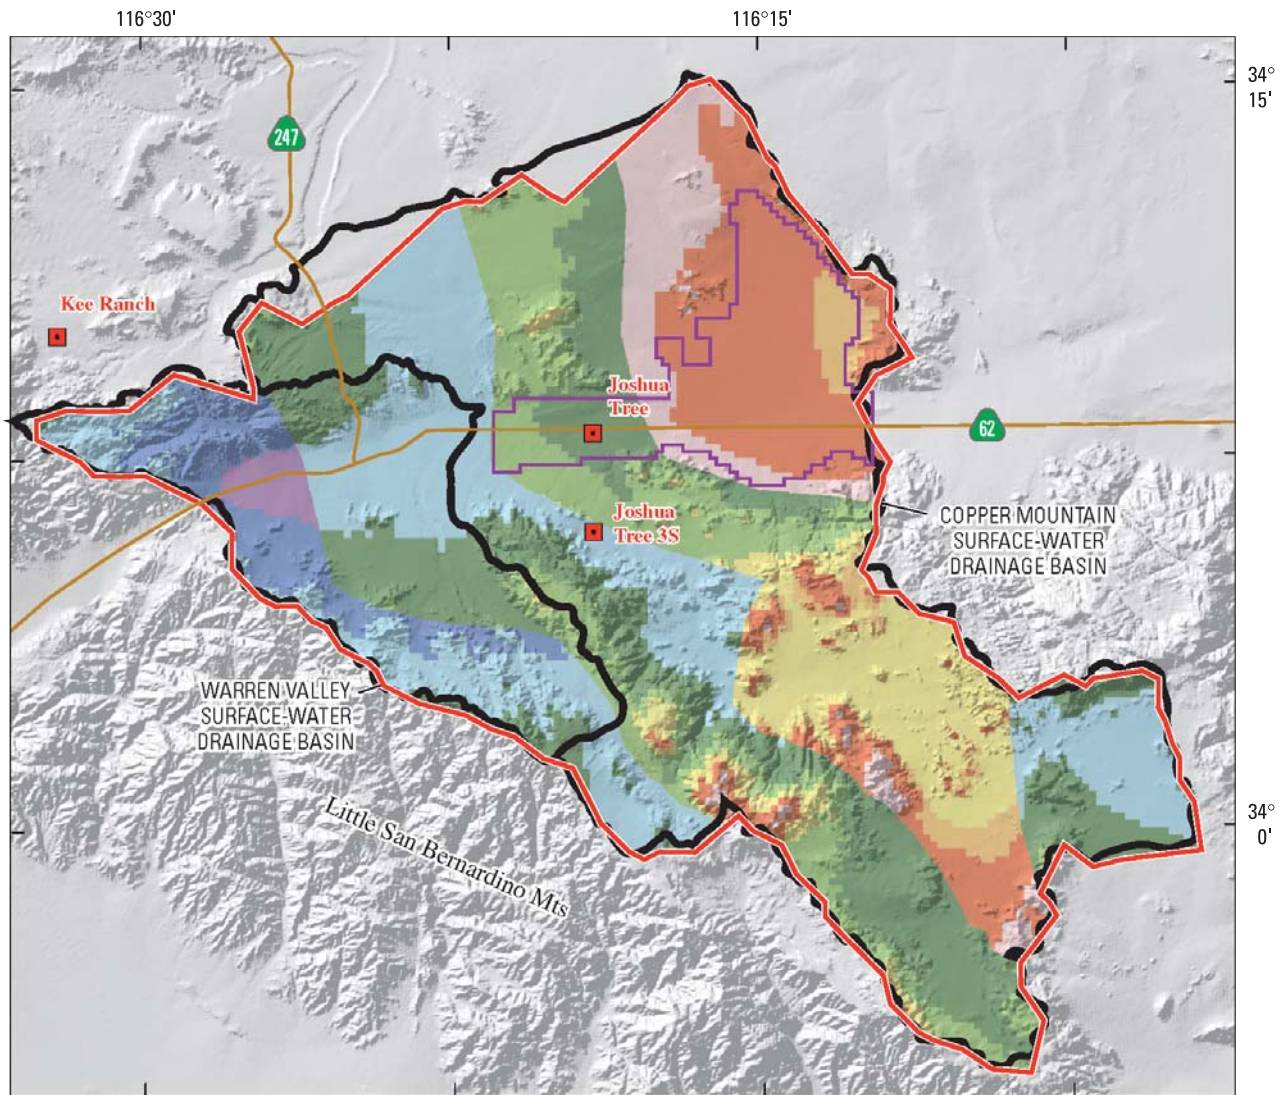 116°30'
116°15'
34°
15'
247
Kee Ranch
Joshua
Tree
62
Joshua
Tree 3S
COPPER MOUNTAIN
SURFACE-WATER
DRAINAGE BASIN
WARREN VALLEY
SURFACE-WATER
DRAINAGE BASIN
Little San Bernardino Mts
34°
0'